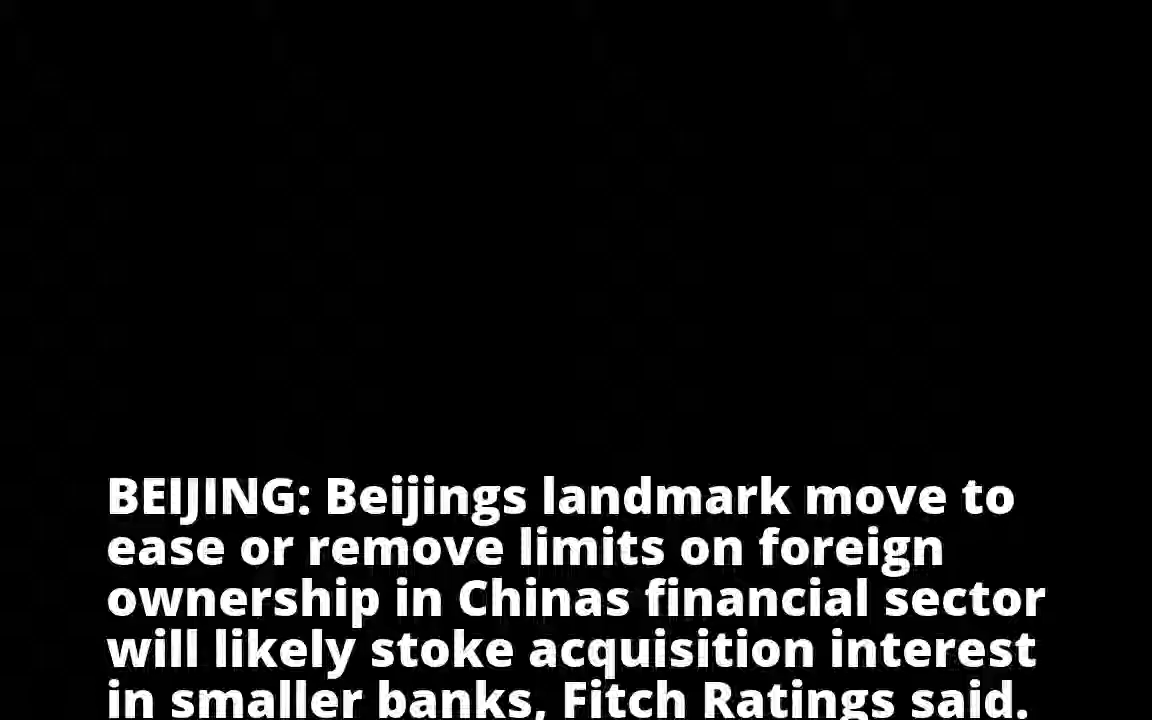 BEIJING: Beijings landmark move to
ease or remove limits on foreign
ownership in Chinas financial sector
will likely stoke acquisition interest
in smaller banks, Fitch Ratings said.